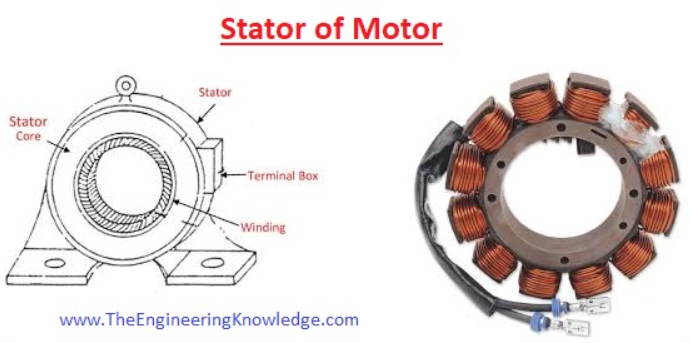 Stator of Motor
Stator
Stator
Core
Terminal Box
Winding
www.TheEngineeringKnowledge.com